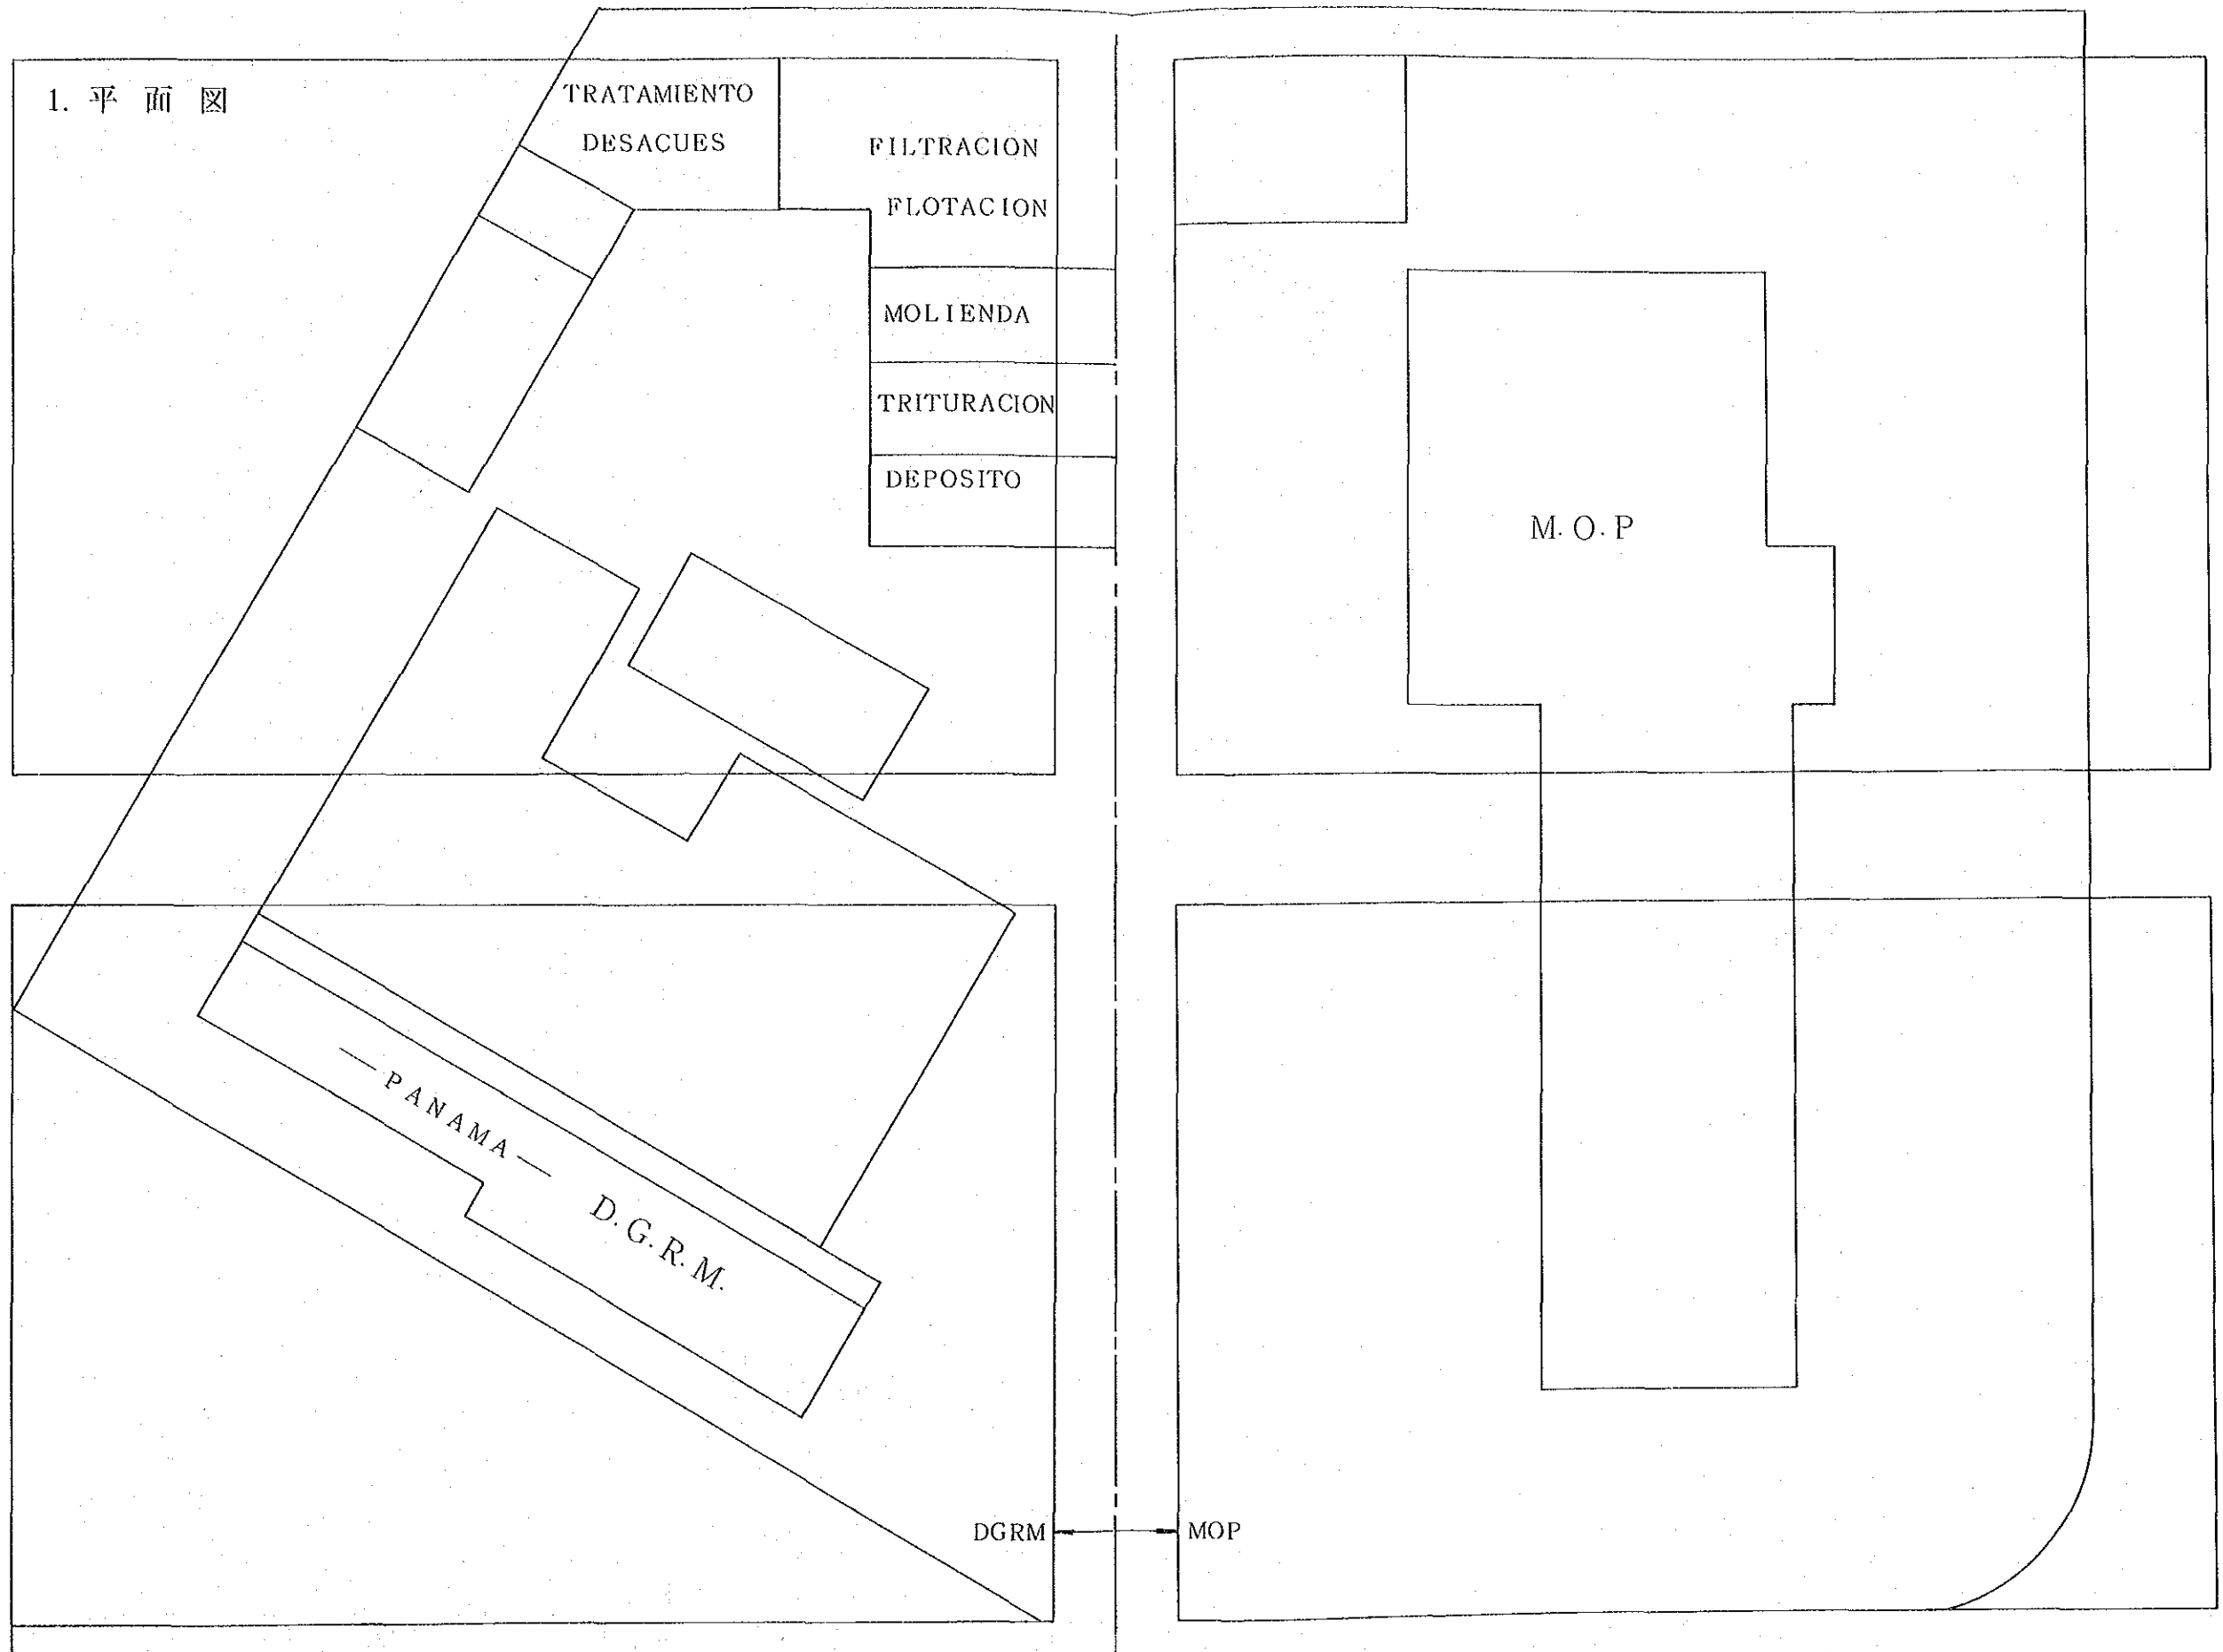 1. 平 面 図
TRATAMIENTO
DESACUES
FILTRACION
FLOTACION
MOLIENDA
TRITURACION
DEPOSITO
M.O.P
—PANAMA— D.G.R.M.
DGRM
MOP